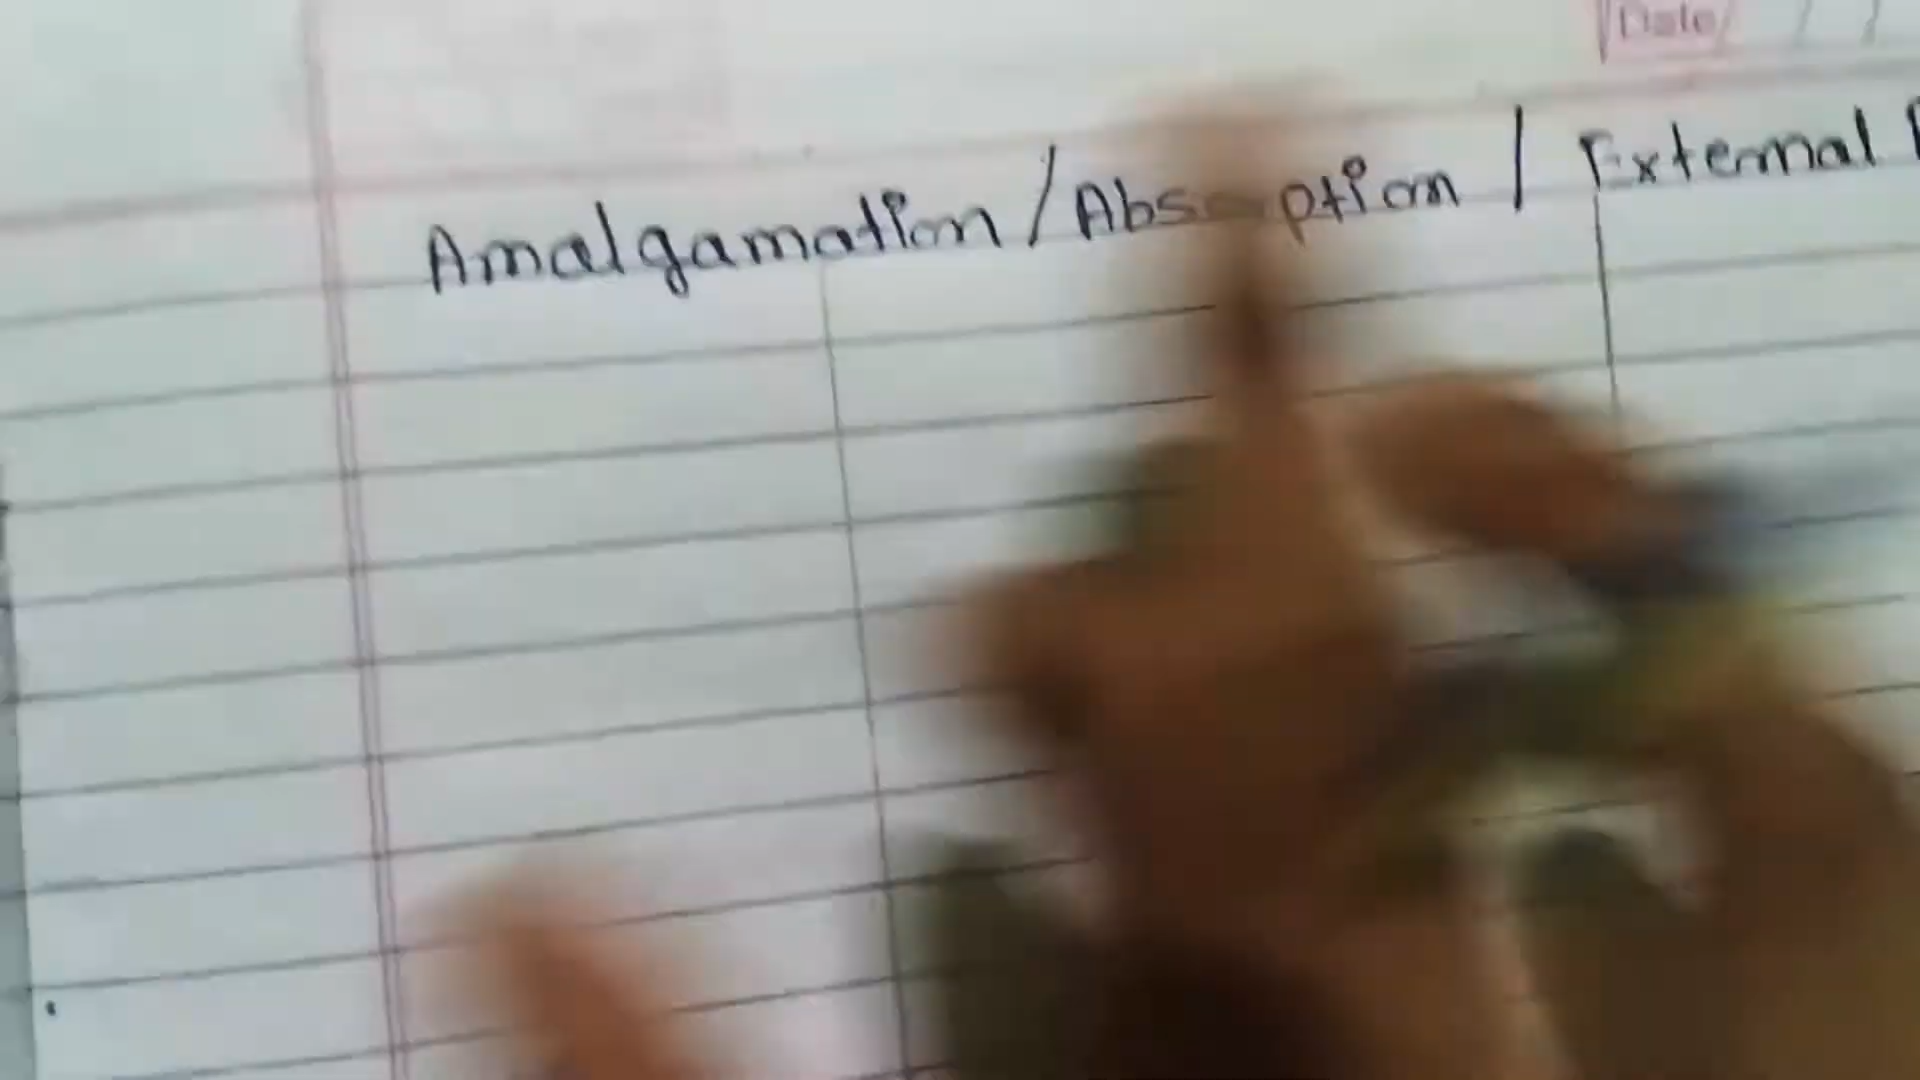 Date / /
Amalgamation / Absorption / External